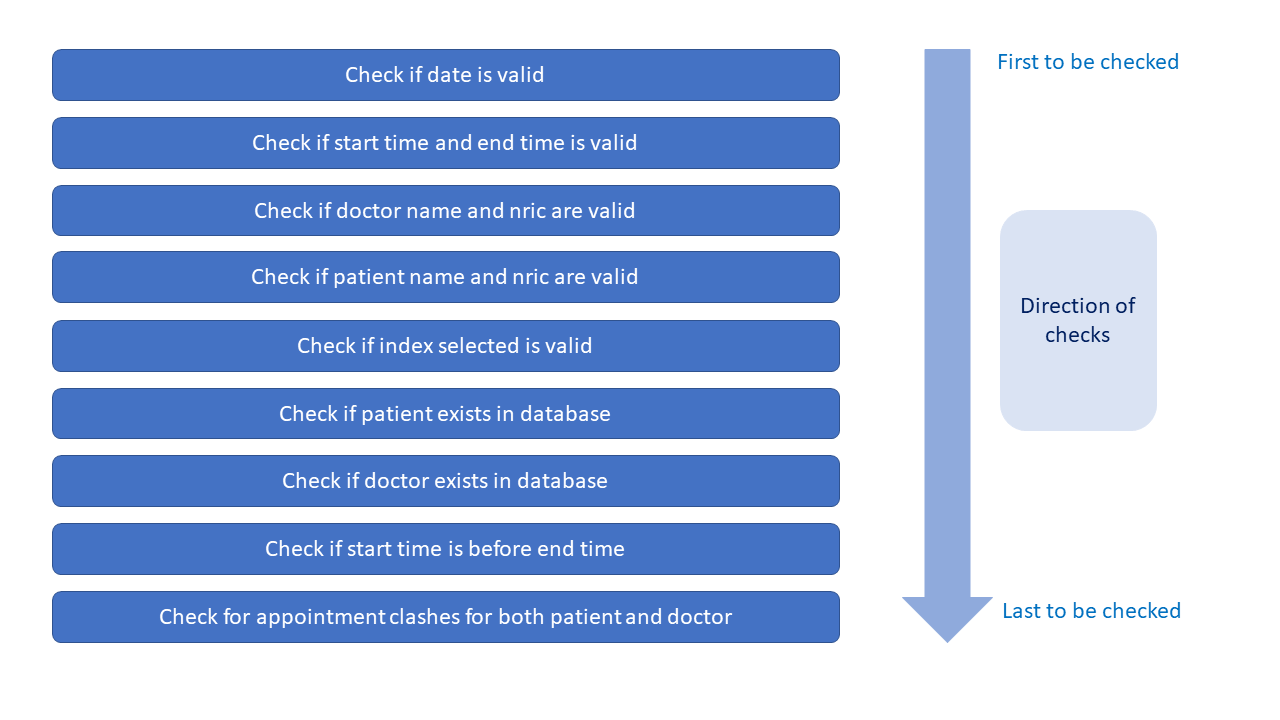 Check if date is valid
Check if start time and end time is valid
Check if doctor name and nric are valid
Check if patient name and nric are valid
Check if index selected is valid
Check if patient exists in database
Check if doctor exists in database
Check if start time is before end time
Check for appointment clashes for both patient and doctor
First to be checked
Direction of
checks
Last to be checked